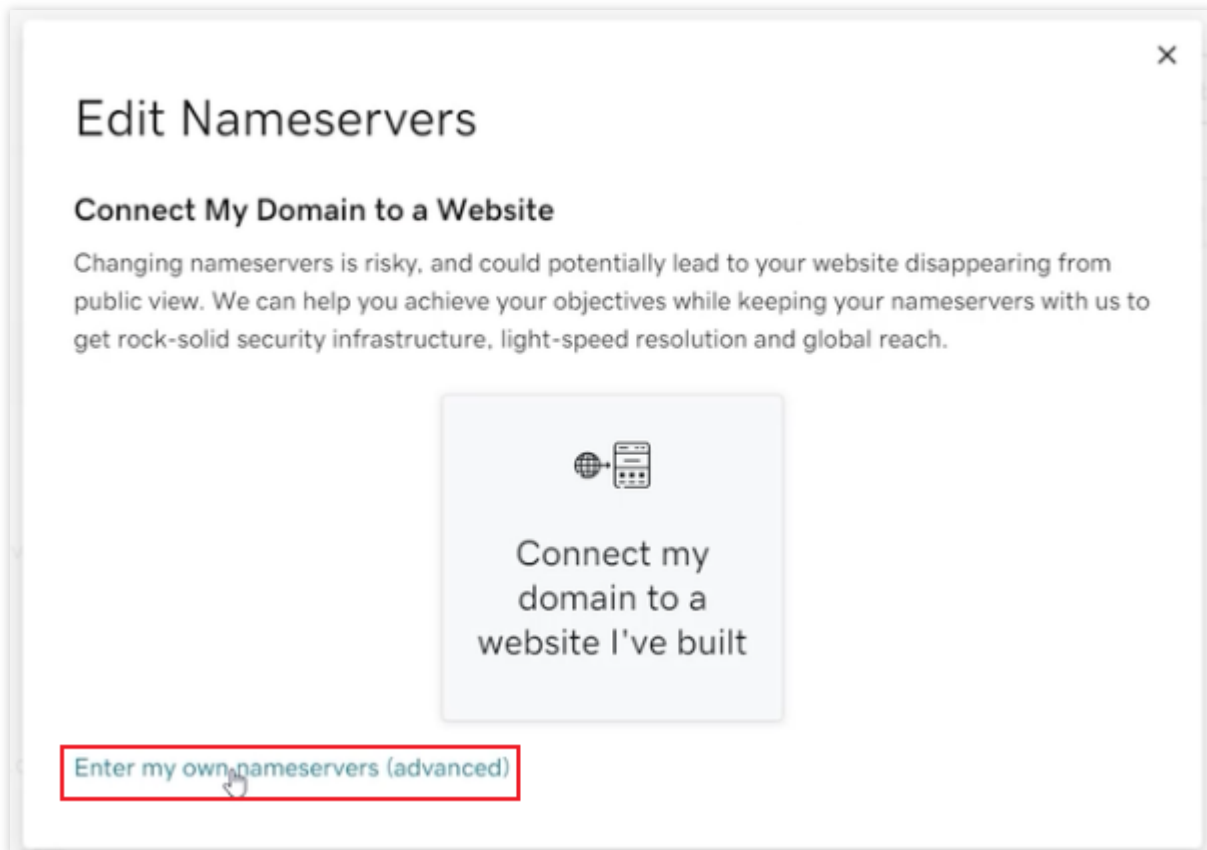 Edit Nameservers
Connect My Domain to a Website
Changing nameservers is risky, and could potentially lead to your website disappearing from
public view. We can help you achieve your objectives while keeping your nameservers with us to
get rock-solid security infrastructure, light-speed resolution and global reach.
Connect my
domain to a
website I've built
Enter my own nameservers (advanced)